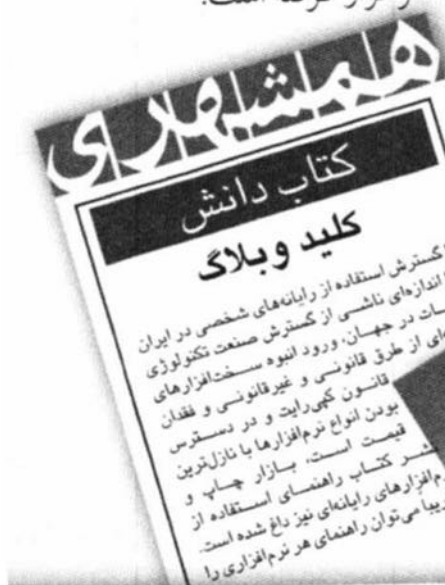 است.
همشهری
کتاب دانش
کلید وبلاگ
گسترش استفاده از رایانه‌های شخصی در ایران
اندازه‌ای ناشی از گسترش صنعت تکنولوژی
در جهان، ورود انبوه سخت‌افزارهای
از طرق قانونی و غیرقانونی و فقدان
قانون کپی‌رایت و در دسترس
بودن انواع نرم‌افزارها با نازل‌ترین
قیمت است، بازار چاپ و
کتاب راهنمای استفاده از
نرم‌افزارهای رایانه‌ای نیز داغ شده است.
می‌توان راهنمای هر نرم‌افزاری را